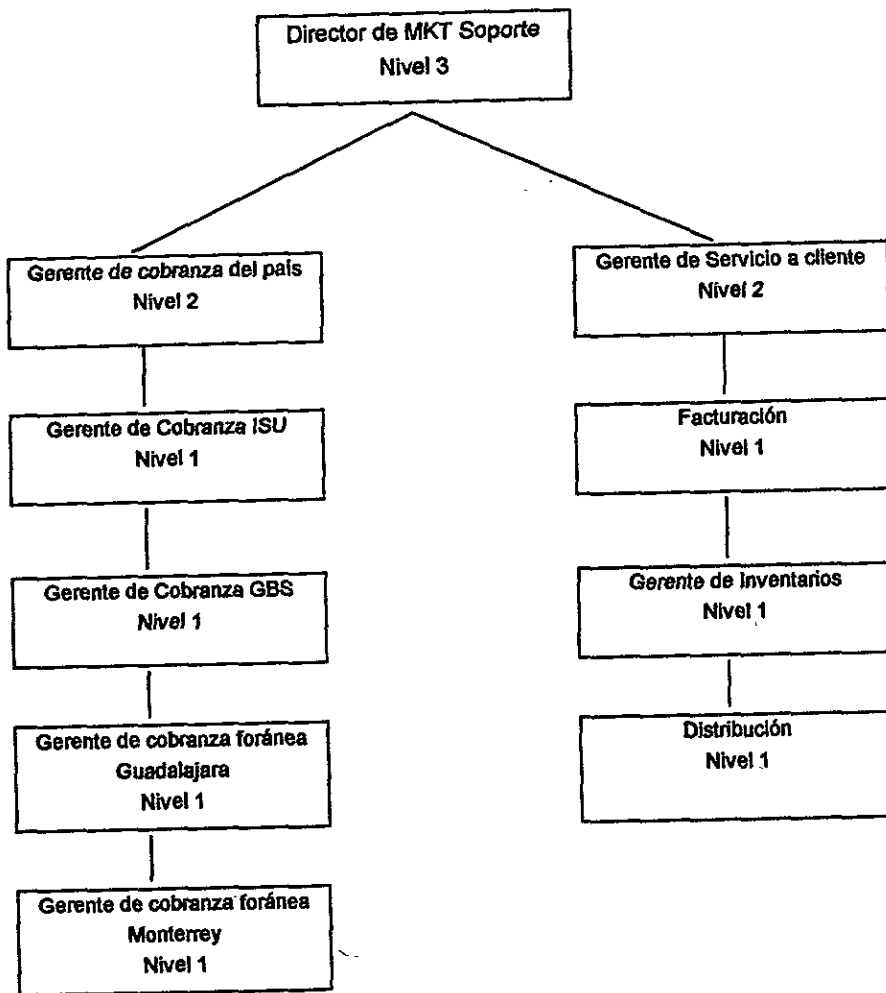 Director de MKT Soporte
Nivel 3
Gerente de cobranza del país
Nivel 2
Gerente de Servicio a cliente
Nivel 2
Gerente de Cobranza ISU
Nivel 1
Facturación
Nivel 1
Gerente de Cobranza GBS
Nivel 1
Gerente de Inventarios
Nivel 1
Gerente de cobranza foránea
Guadalajara
Nivel 1
Distribución
Nivel 1
Gerente de cobranza foránea
Monterrey
Nivel 1